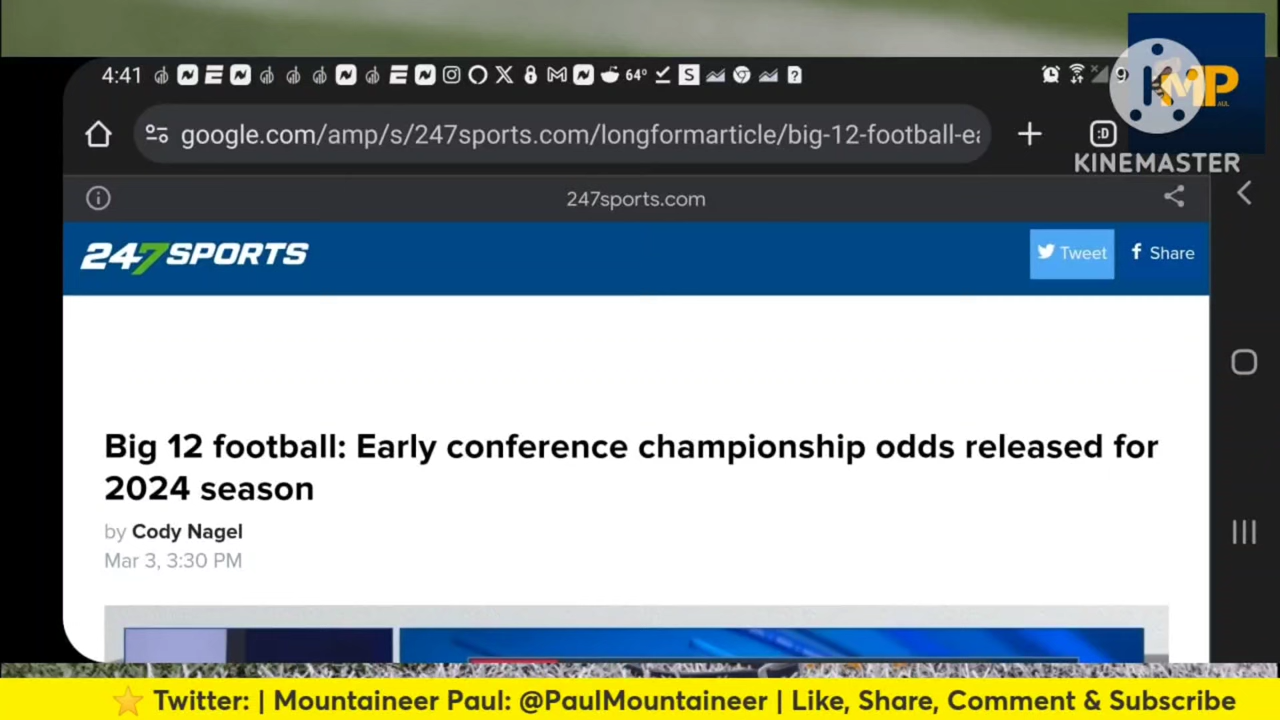 4:41
64°
google.com/amp/s/247sports.com/longformarticle/big-12-football-ea
:D
KMP
PAUL
KINEMASTER
247sports.com
247SPORTS
Tweet
Share
Big 12 football: Early conference championship odds released for
2024 season
by Cody Nagel
Mar 3, 3:30 PM
Twitter: | Mountaineer Paul: @PaulMountaineer | Like, Share, Comment & Subscribe